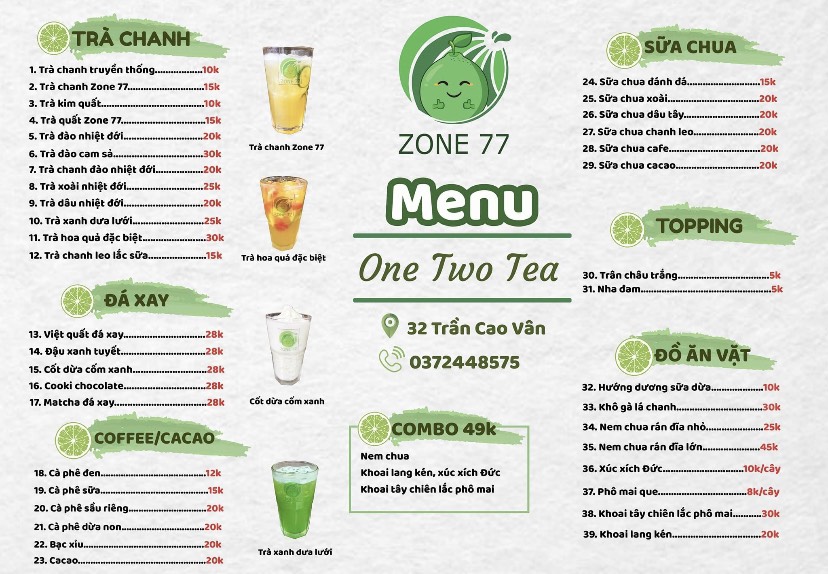 TRÀ CHANH
1. Trà chanh truyền thống..................10k
2. Trà chanh Zone 77.......................15k
3. Trà kim quất............................10k
4. Trà quất Zone 77........................15k
5. Trà đào nhiệt đới.......................20k
6. Trà đào cam sả..........................30k
7. Trà chanh đào nhiệt đới.................20k
8. Trà xoài nhiệt đới......................25k
9. Trà dâu nhiệt đới.......................20k
10. Trà xanh dưa lưới......................25k
11. Trà hoa quả đặc biệt...................30k
12. Trà chanh leo lắc sữa..................15k
ĐÁ XAY
13. Việt quất đá xay.......................28k
14. Đậu xanh tuyết.........................28k
15. Cốt dừa cốm xanh.......................28k
16. Cooki chocolate........................28k
17. Matcha đá xay..........................28k
COFFEE/CACAO
18. Cà phê đen.............................12k
19. Cà phê sữa.............................15k
20. Cà phê sầu riêng.......................20k
21. Cà phê dừa non.........................20k
22. Bạc xíu................................20k
23. Cacao..................................20k
Trà chanh Zone 77
Trà hoa quả đặc biệt
Cốt dừa cốm xanh
Trà xanh dưa lưới
ZONE 77
Menu
One Two Tea
32 Trần Cao Vân
0372448575
COMBO 49k
Nem chua
Khoai lang kén, xúc xích Đức
Khoai tây chiên lắc phô mai
SỮA CHUA
24. Sữa chua đánh đá.......................15k
25. Sữa chua xoài..........................20k
26. Sữa chua dâu tây.......................20k
27. Sữa chua chanh leo.....................20k
28. Sữa chua cafe..........................20k
29. Sữa chua cacao.........................20k
TOPPING
30. Trân châu trắng........................5k
31. Nha đam................................5k
ĐỒ ĂN VẶT
32. Hướng dương sữa dừa....................10k
33. Khô gà lá chanh........................30k
34. Nem chua rán đĩa nhỏ...................25k
35. Nem chua rán đĩa lớn...................45k
36. Xúc xích Đức.......................10k/cây
37. Phô mai que.........................8k/cây
38. Khoai tây chiên lắc phô mai............30k
39. Khoai lang kén.........................20k